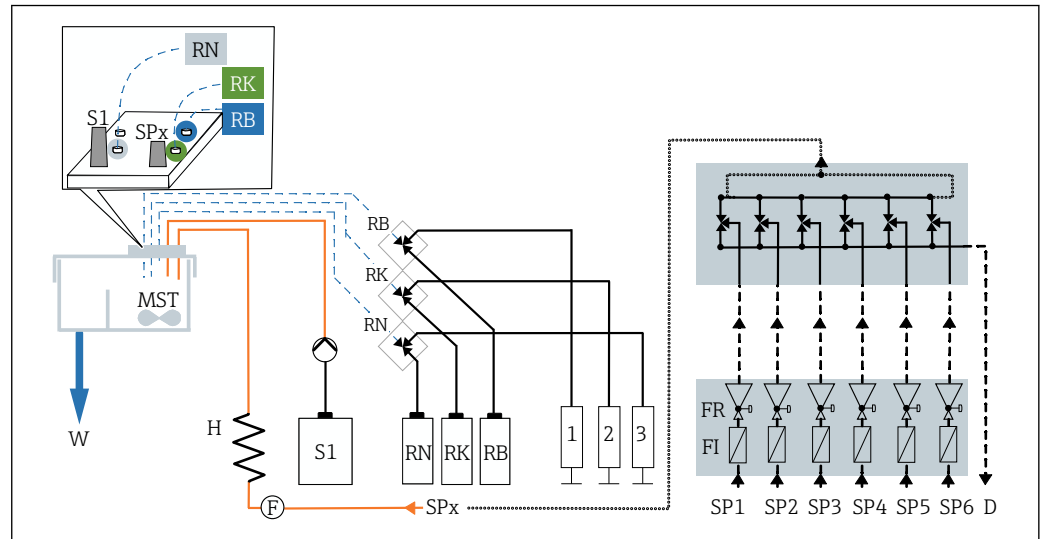 RN
RK
RB
S1
SPx
RB
RK
RN
MST
W
H
S1
RN
RK
RB
1
2
3
F
SPx
FR
FI
SP1
SP2
SP3
SP4
SP5
SP6
D